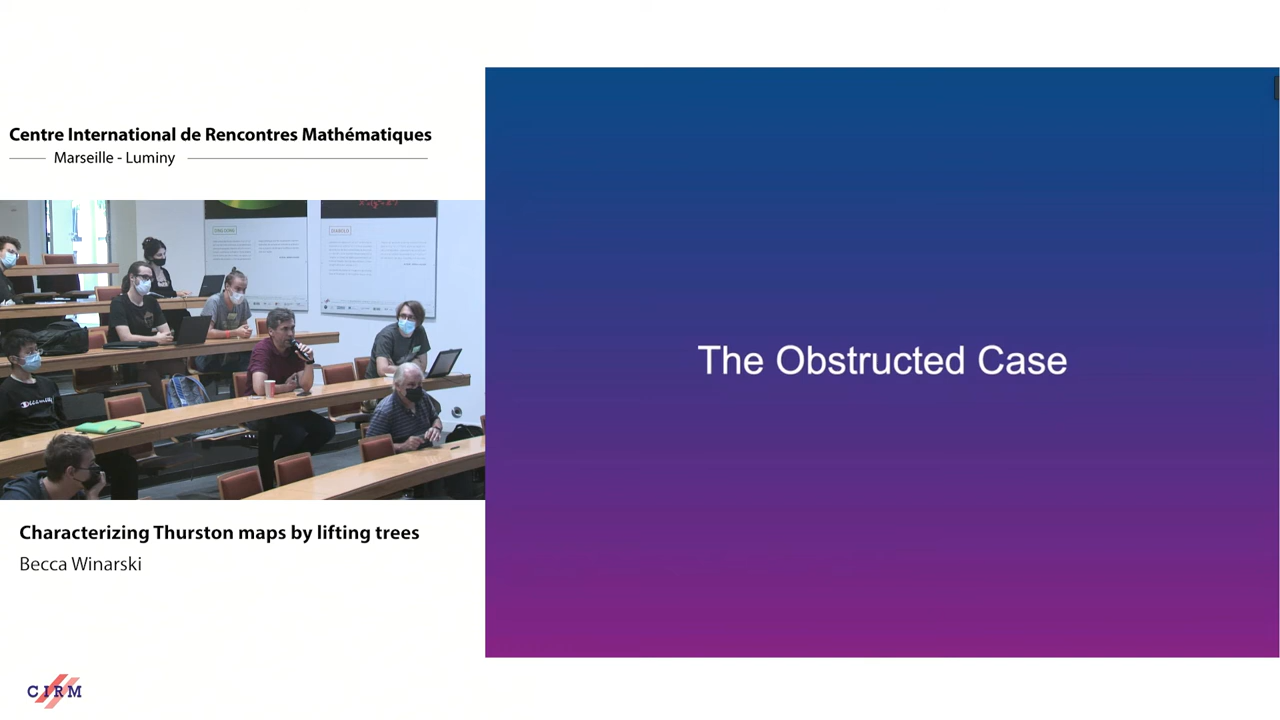 Centre International de Rencontres Mathématiques
Marseille - Luminy
The Obstructed Case
Characterizing Thurston maps by lifting trees
Becca Winarski
CIRM